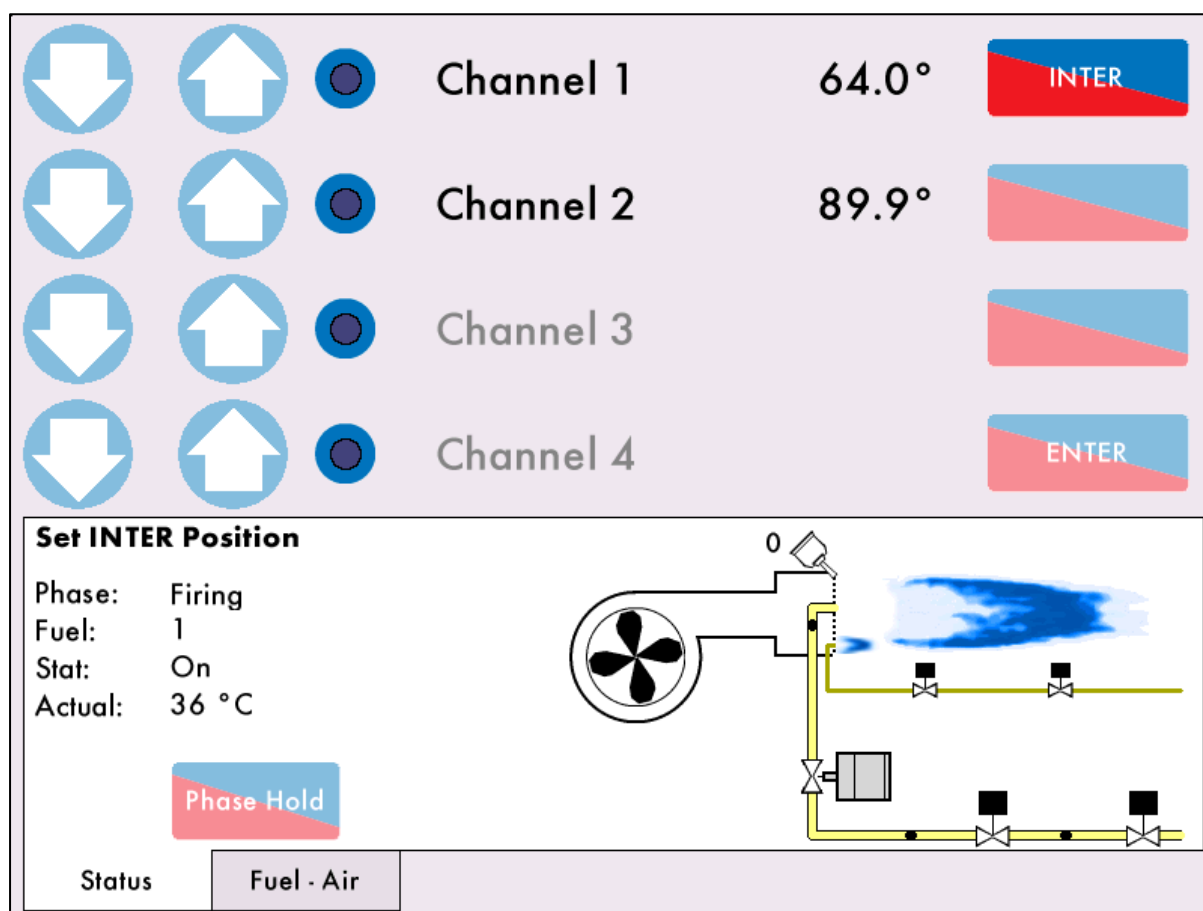 Channel 1 64.0° INTER
Channel 2 89.9°
Channel 3
Channel 4 ENTER
Set INTER Position
0
Phase: Firing
Fuel: 1
Stat: On
Actual: 36 °C
Phase Hold
Status Fuel - Air